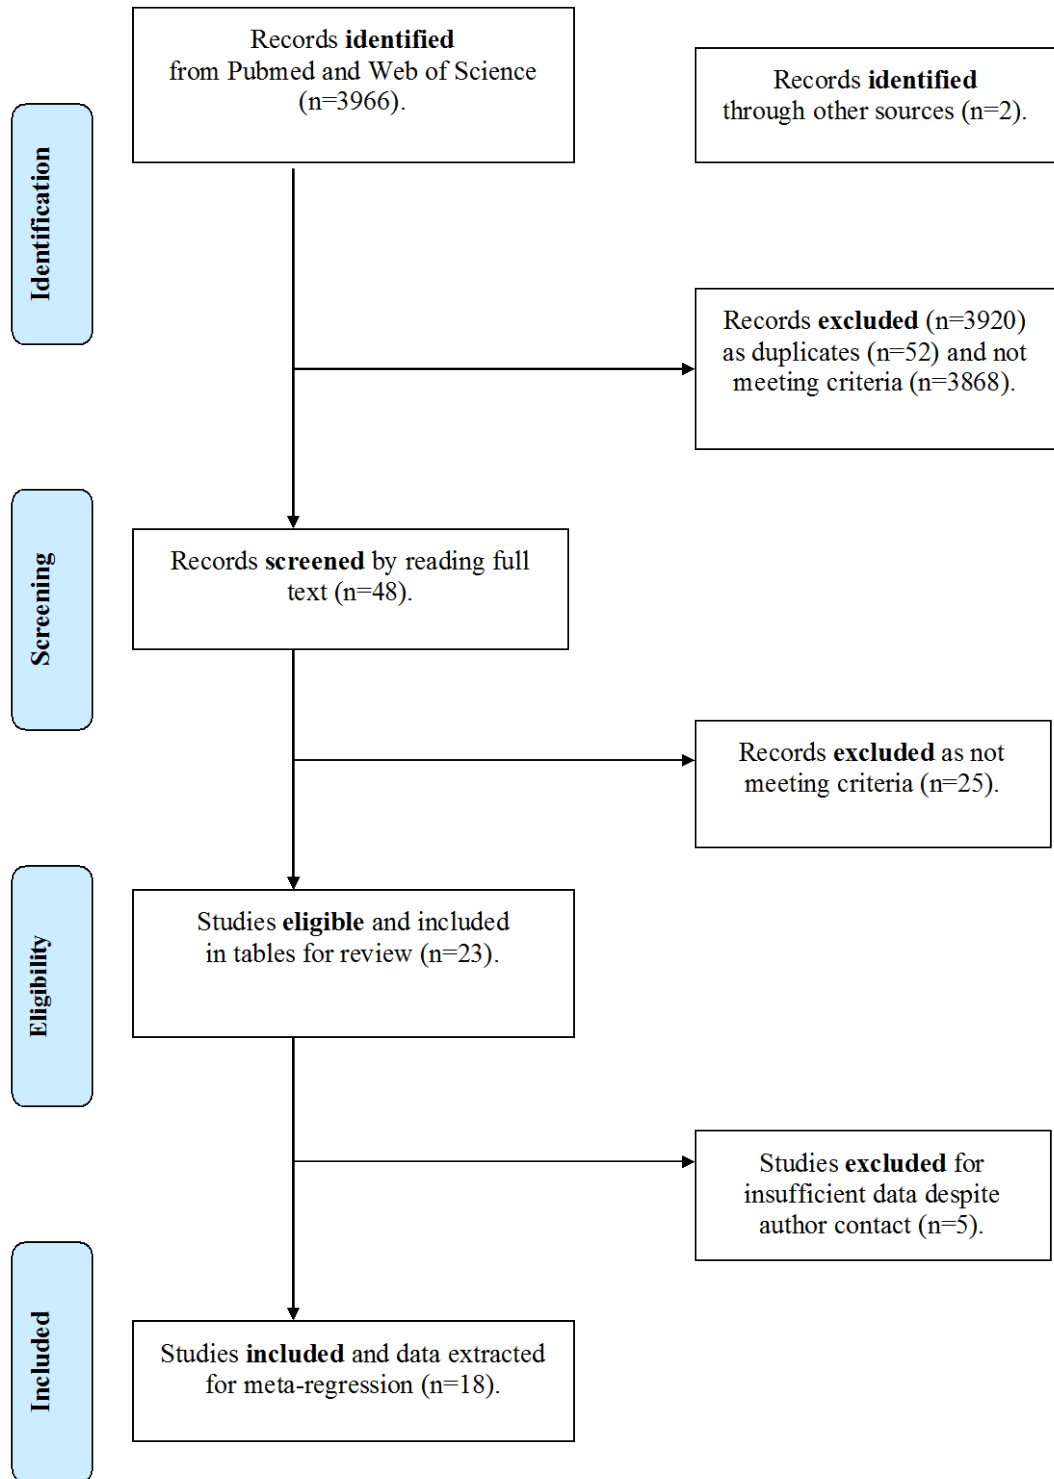 Records identified
from Pubmed and Web of Science
(n=3966).
Records identified
through other sources (n=2).
Identification
Records excluded (n=3920)
as duplicates (n=52) and not
meeting criteria (n=3868).
Screening
Records screened by reading full
text (n=48).
Records excluded as not
meeting criteria (n=25).
Eligibility
Studies eligible and included
in tables for review (n=23).
Studies excluded for
insufficient data despite
author contact (n=5).
Included
Studies included and data extracted
for meta-regression (n=18).